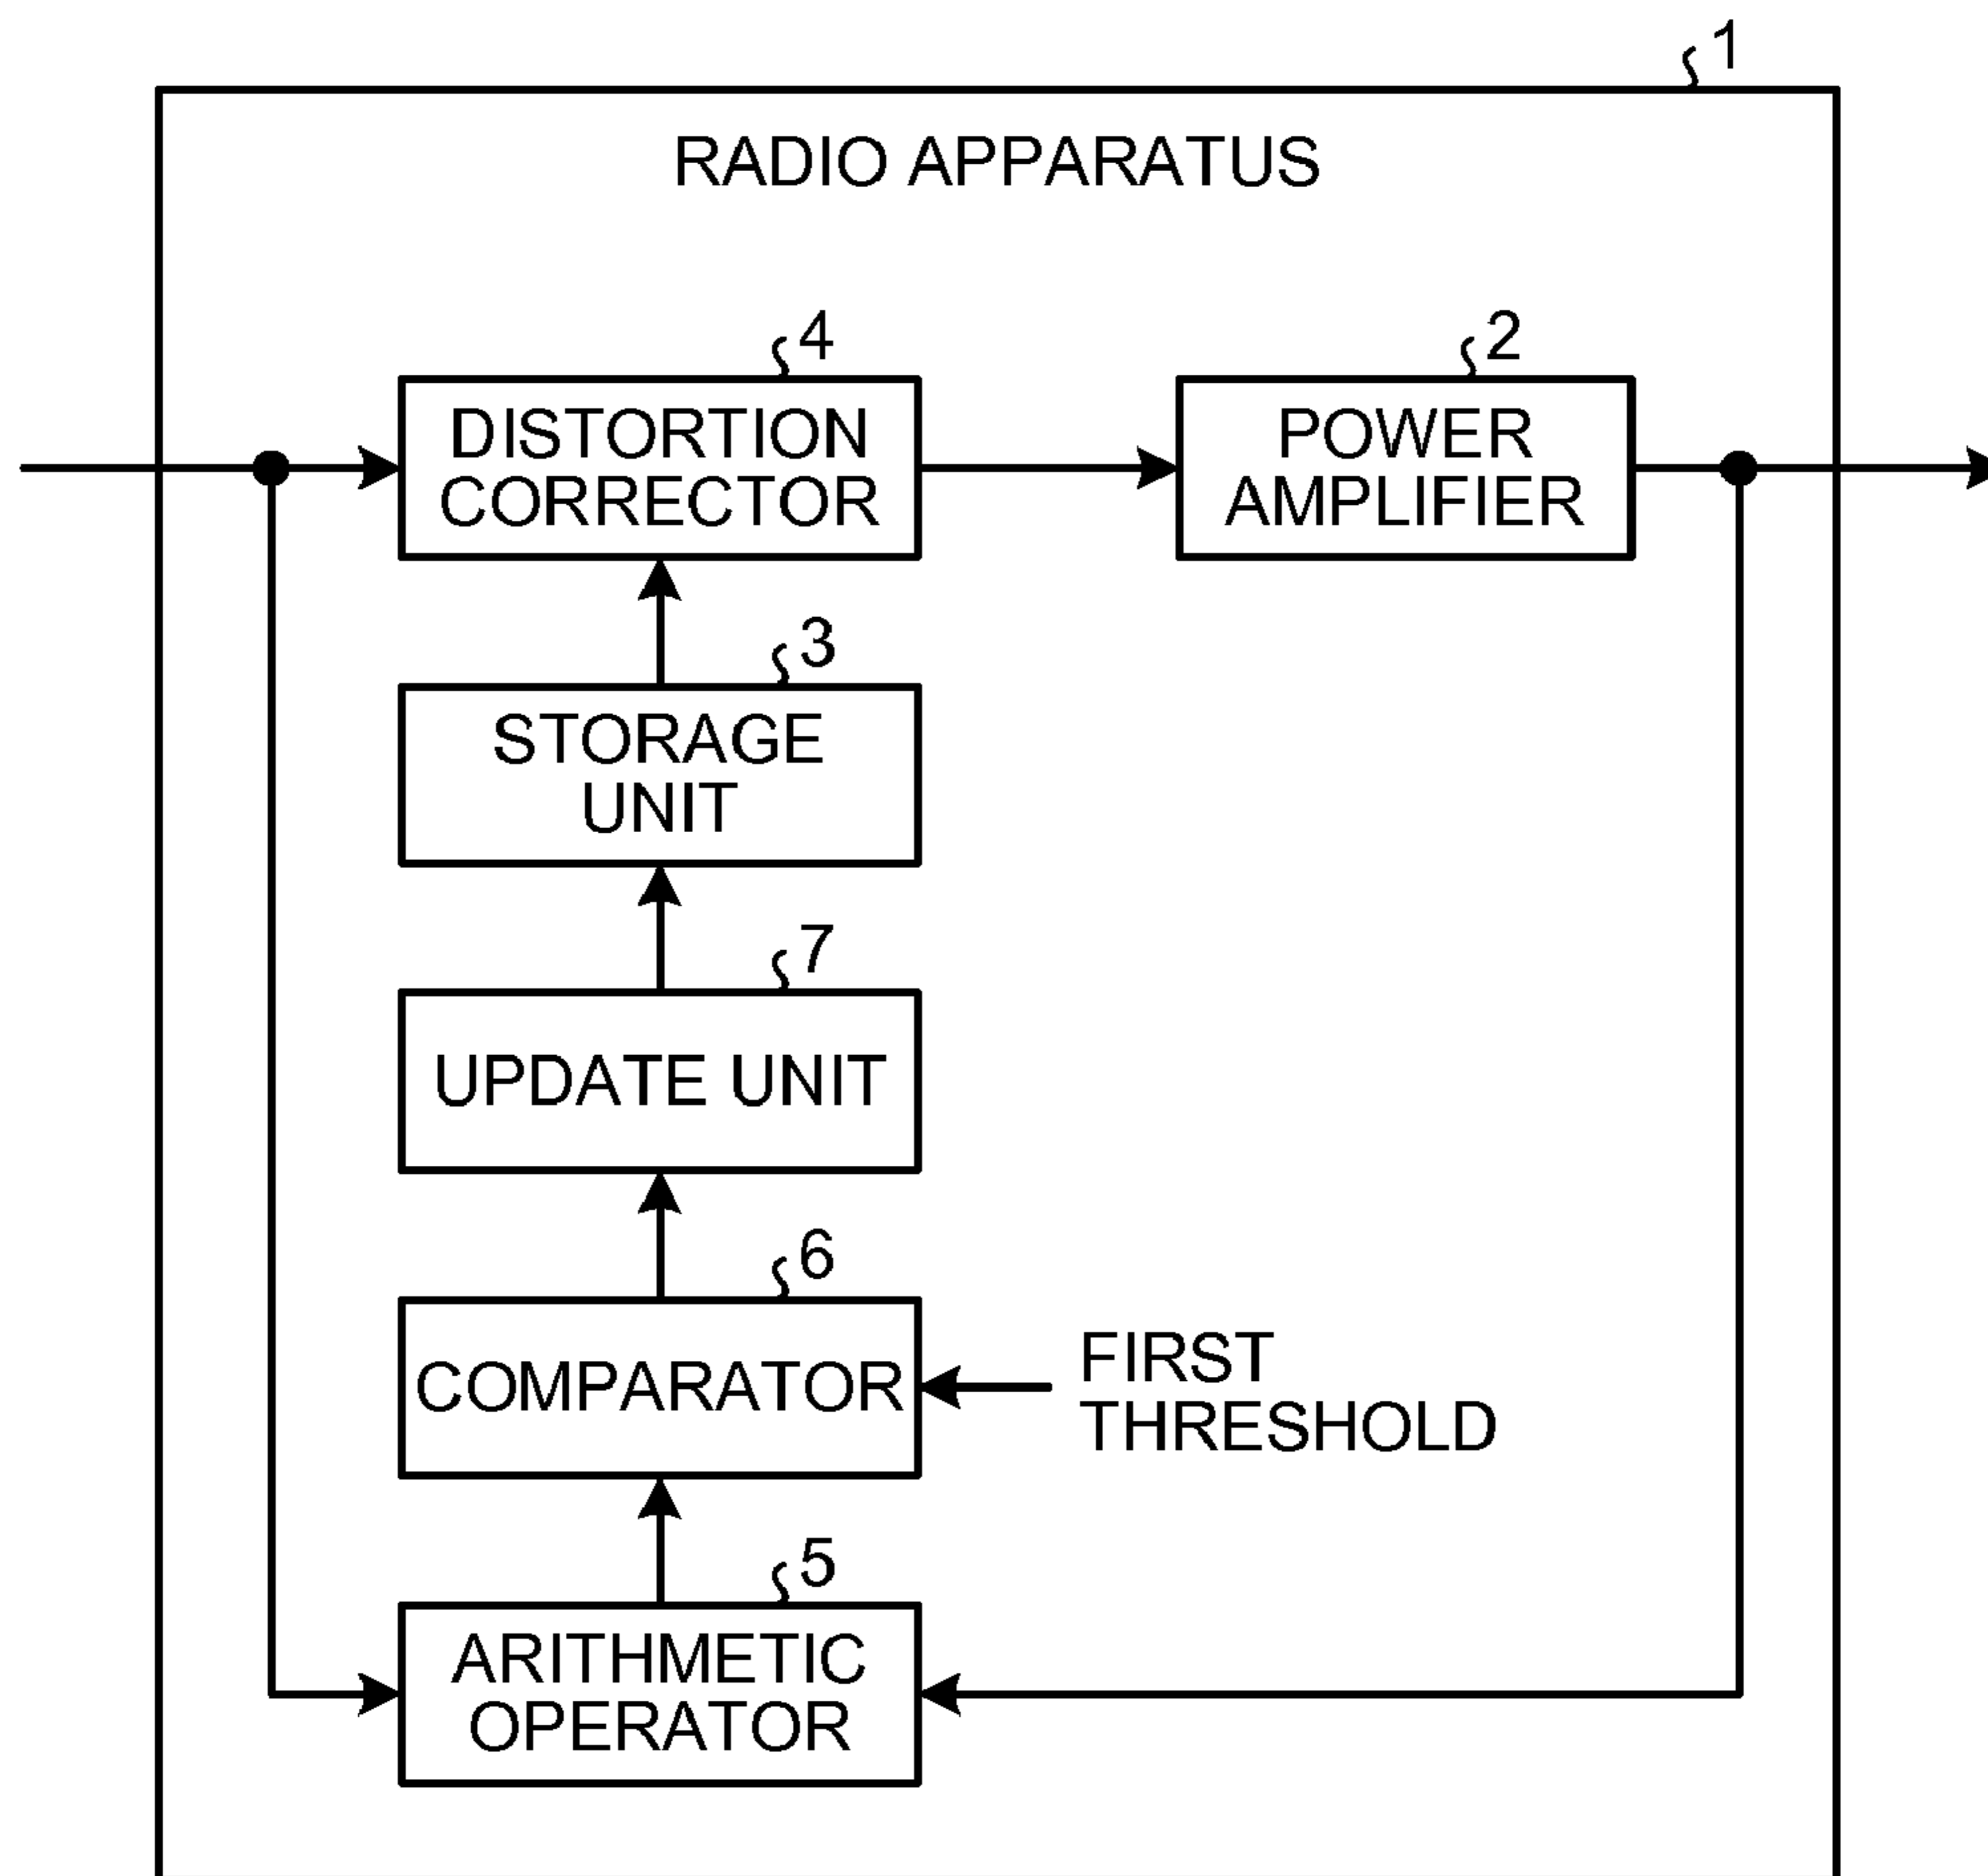 1
RADIO APPARATUS
4
DISTORTION
CORRECTOR
2
POWER
AMPLIFIER
3
STORAGE
UNIT
7
UPDATE UNIT
6
COMPARATOR
FIRST
THRESHOLD
5
ARITHMETIC
OPERATOR